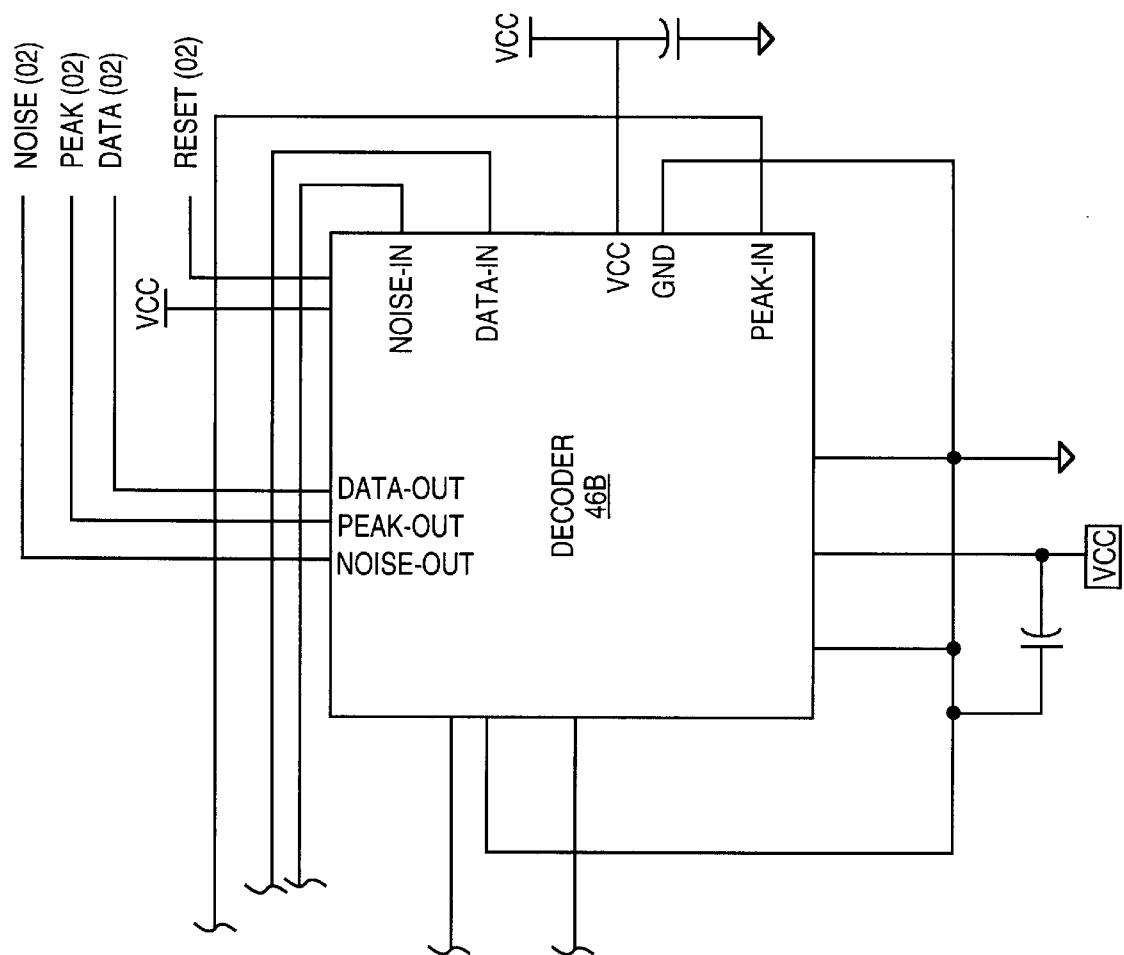 NOISE (02)
PEAK (02)
DATA (02)
RESET (02)
VCC
VCC
NOISE-IN
DATA-IN
VCC
GND
PEAK-IN
DATA-OUT
PEAK-OUT
NOISE-OUT
DECODER
46B
VCC